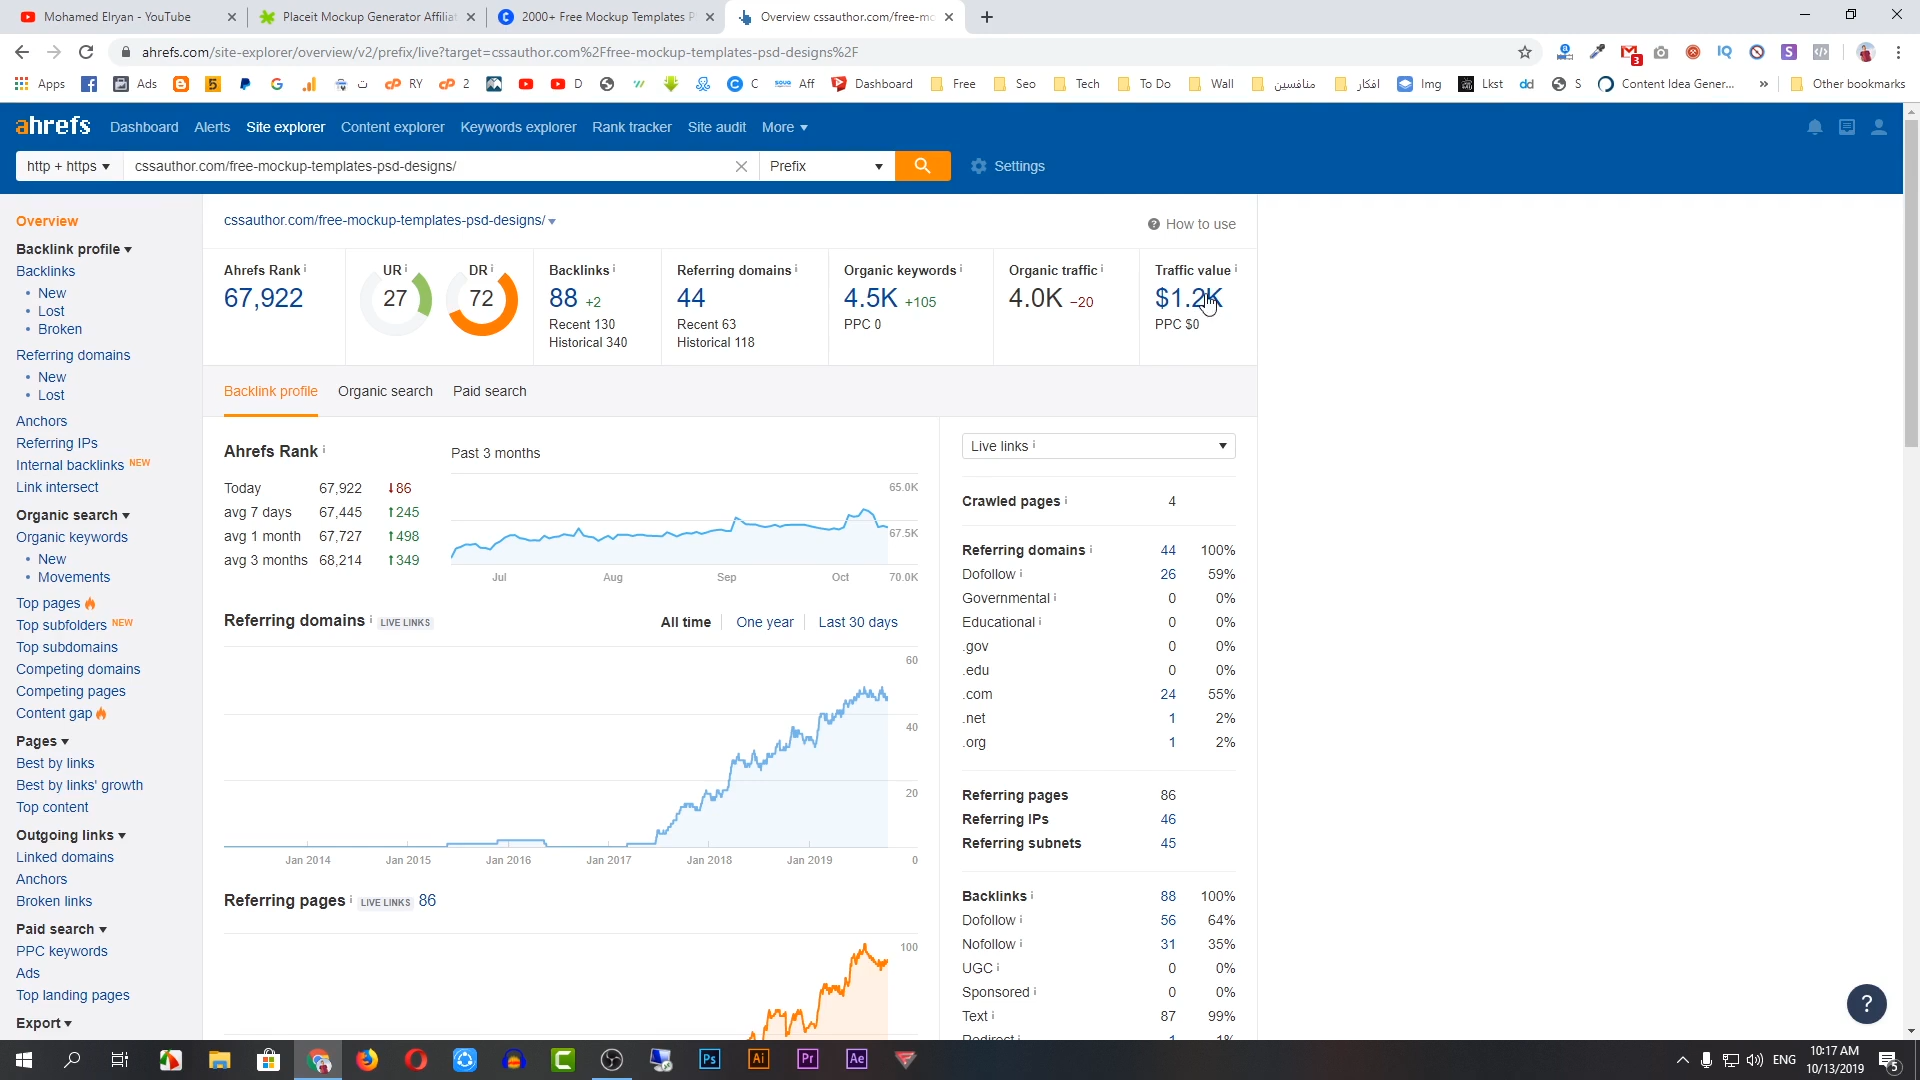 Mohamed Elryan - YouTube
Placeit Mockup Generator Affiliat
2000+ Free Mockup Templates P
Overview cssauthor.com/free-mo
ahrefs.com/site-explorer/overview/v2/prefix/live?target=cssauthor.com%2Ffree-mockup-templates-psd-designs%2F
3
Apps
Ads
5
ت
RY
2
D
C
Aff
Dashboard
Free
Seo
Tech
To Do
Wall
منافسين
افكار
Img
Lkst
dd
S
Content Idea Gener...
Other bookmarks
ahrefs
Dashboard
Alerts
Site explorer
Content explorer
Keywords explorer
Rank tracker
Site audit
More
http + https
cssauthor.com/free-mockup-templates-psd-designs/
Prefix
Settings
Overview
Backlink profile
Backlinks
New
Lost
Broken
Referring domains
New
Lost
Anchors
Referring IPs
Internal backlinks NEW
Link intersect
Organic search
Organic keywords
New
Movements
Top pages
Top subfolders NEW
Top subdomains
Competing domains
Competing pages
Content gap
Pages
Best by links
Best by links' growth
Top content
Outgoing links
Linked domains
Anchors
Broken links
Paid search
PPC keywords
Ads
Top landing pages
Export
cssauthor.com/free-mockup-templates-psd-designs/
How to use
Ahrefs Rank
67,922
UR
27
DR
72
Backlinks
88 +2
Recent 130
Historical 340
Referring domains
44
Recent 63
Historical 118
Organic keywords
4.5K +105
PPC 0
Organic traffic
4.0K −20
Traffic value
$1.2K
PPC $0
Backlink profile
Organic search
Paid search
Ahrefs Rank
Past 3 months
Today 67,922 ↓86
avg 7 days 67,445 ↑245
avg 1 month 67,727 ↑498
avg 3 months 68,214 ↑349
65.0K
67.5K
70.0K
Jul
Aug
Sep
Oct
Referring domains LIVE LINKS
All time
One year
Last 30 days
60
40
20
0
Jan 2014
Jan 2015
Jan 2016
Jan 2017
Jan 2018
Jan 2019
Referring pages LIVE LINKS 86
100
Live links
Crawled pages 4
Referring domains 44 100%
Dofollow 26 59%
Governmental 0 0%
Educational 0 0%
.gov 0 0%
.edu 0 0%
.com 24 55%
.net 1 2%
.org 1 2%
Referring pages 86
Referring IPs 46
Referring subnets 45
Backlinks 88 100%
Dofollow 56 64%
Nofollow 31 35%
UGC 0 0%
Sponsored 0 0%
Text 87 99%
Redirect 1 1%
?
Ps
Ai
Pr
Ae
ENG
10:17 AM
10/13/2019
5